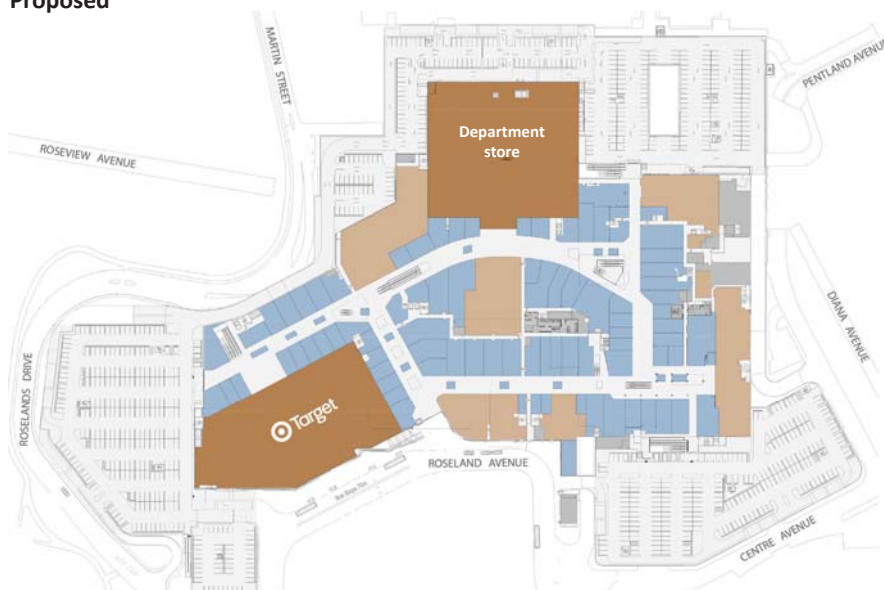 Proposed
MARTIN STREET
PENTLAND AVENUE
Department
store
ROSEVIEW AVENUE
DIANA AVENUE
ROSELANDS DRIVE
Target
ROSELAND AVENUE
CENTRE AVENUE